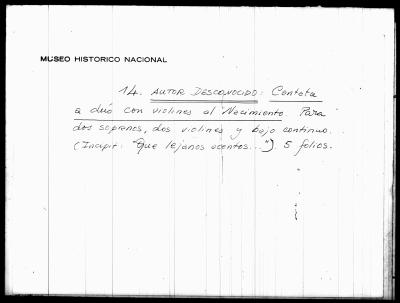 MUSEO HISTORICO NACIONAL
14. AUTOR DESCONOCIDO: Cantata
a dúo con violines al Nacimiento. Para
dos sopranos, dos violines y bajo continuo.
(Incipit: "Que lejanos acentos..."). 5 folios.